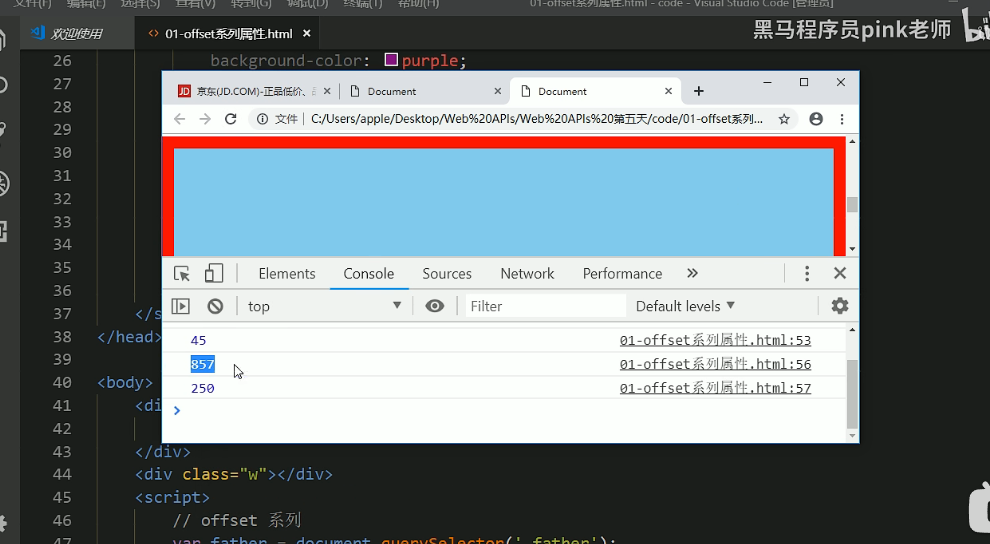 文件(F) 编辑(E) 选择(S) 查看(V) 转到(G) 调试(D) 终端(T) 帮助(H) 01-offset系列属性.html - code - Visual Studio Code [管理员]
欢迎使用 <> 01-offset系列属性.html ×
黑马程序员pink老师
26 background-color: purple;
27
28
29
30
31
32
33
34
35
36
37 </s
38 </head>
39
40 <body>
41 <di
42
43 </div>
44 <div class="w"></div>
45 <script>
46 // offset 系列
47 var father = document.querySelector('.father');
JD 京东(JD.COM)-正品低价、 × Document × Document × +
文件 C:/Users/apple/Desktop/Web%20APIs/Web%20APIs%20第五天/code/01-offset系列...
Elements Console Sources Network Performance »
top Filter Default levels
45 01-offset系列属性.html:53
857 01-offset系列属性.html:56
250 01-offset系列属性.html:57
>